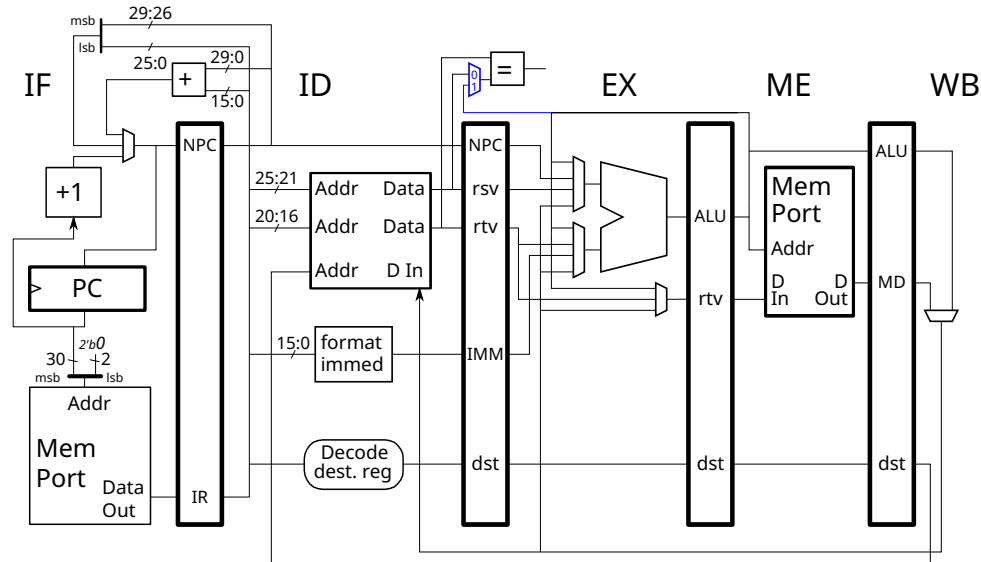 29:26
msb
lsb
25:0
29:0
15:0
+
=
0
1
IF
ID
EX
ME
WB
NPC
NPC
ALU
+1
25:21
Addr
Data
rsv
Mem
Port
20:16
Addr
Data
rtv
ALU
Addr
Addr
D In
PC
D
In
D
Out
MD
rtv
2'b0
30
2
msb
lsb
15:0
format
immed
IMM
Addr
Mem
Port
Data
Out
IR
Decode
dest. reg
dst
dst
dst